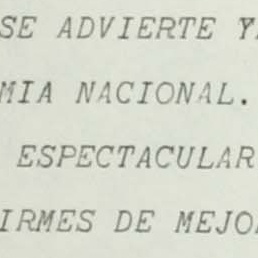 SE ADVIERTE Y
MIA NACIONAL.
ESPECTACULAR
IRMES DE MEJO